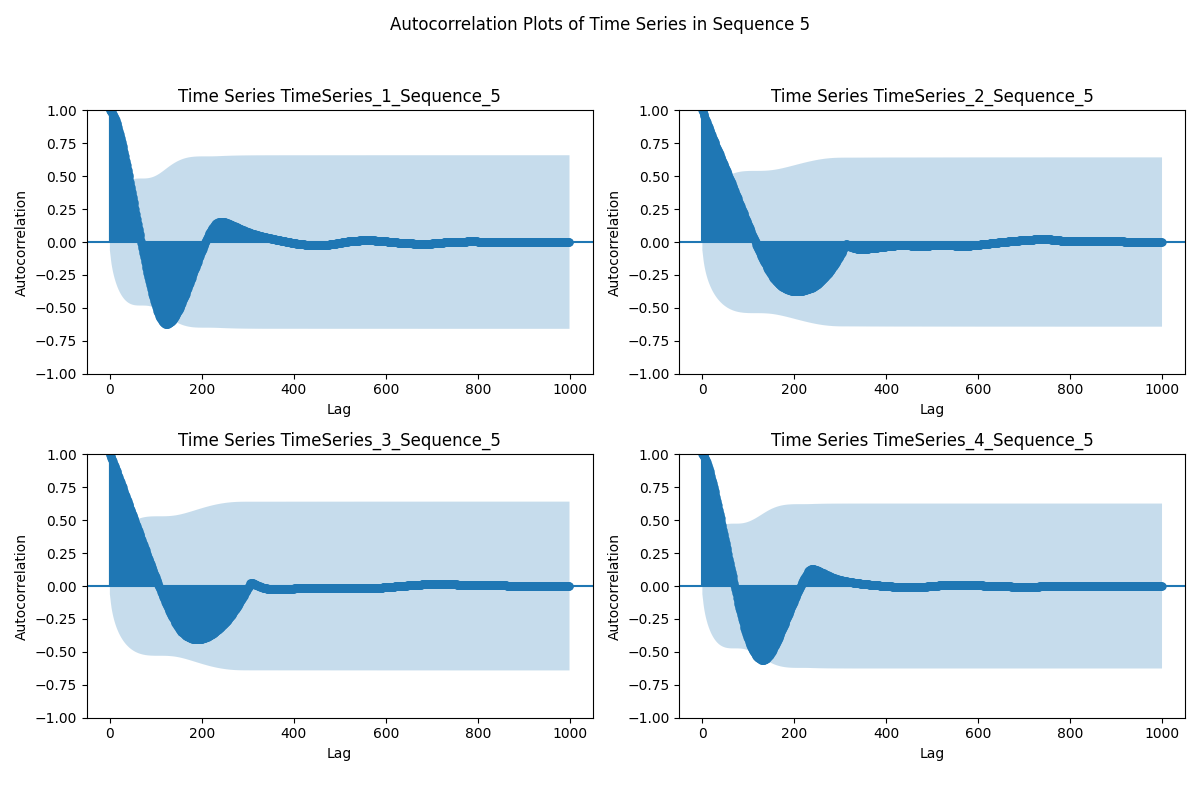 Autocorrelation Plots of Time Series in Sequence 5
Time Series TimeSeries_1_Sequence_5
1.00
0.75
0.50
0.25
0.00
−0.25
−0.50
−0.75
−1.00
Autocorrelation
0 200 400 600 800 1000
Lag
Time Series TimeSeries_2_Sequence_5
1.00
0.75
0.50
0.25
0.00
−0.25
−0.50
−0.75
−1.00
Autocorrelation
0 200 400 600 800 1000
Lag
Time Series TimeSeries_3_Sequence_5
1.00
0.75
0.50
0.25
0.00
−0.25
−0.50
−0.75
−1.00
Autocorrelation
0 200 400 600 800 1000
Lag
Time Series TimeSeries_4_Sequence_5
1.00
0.75
0.50
0.25
0.00
−0.25
−0.50
−0.75
−1.00
Autocorrelation
0 200 400 600 800 1000
Lag